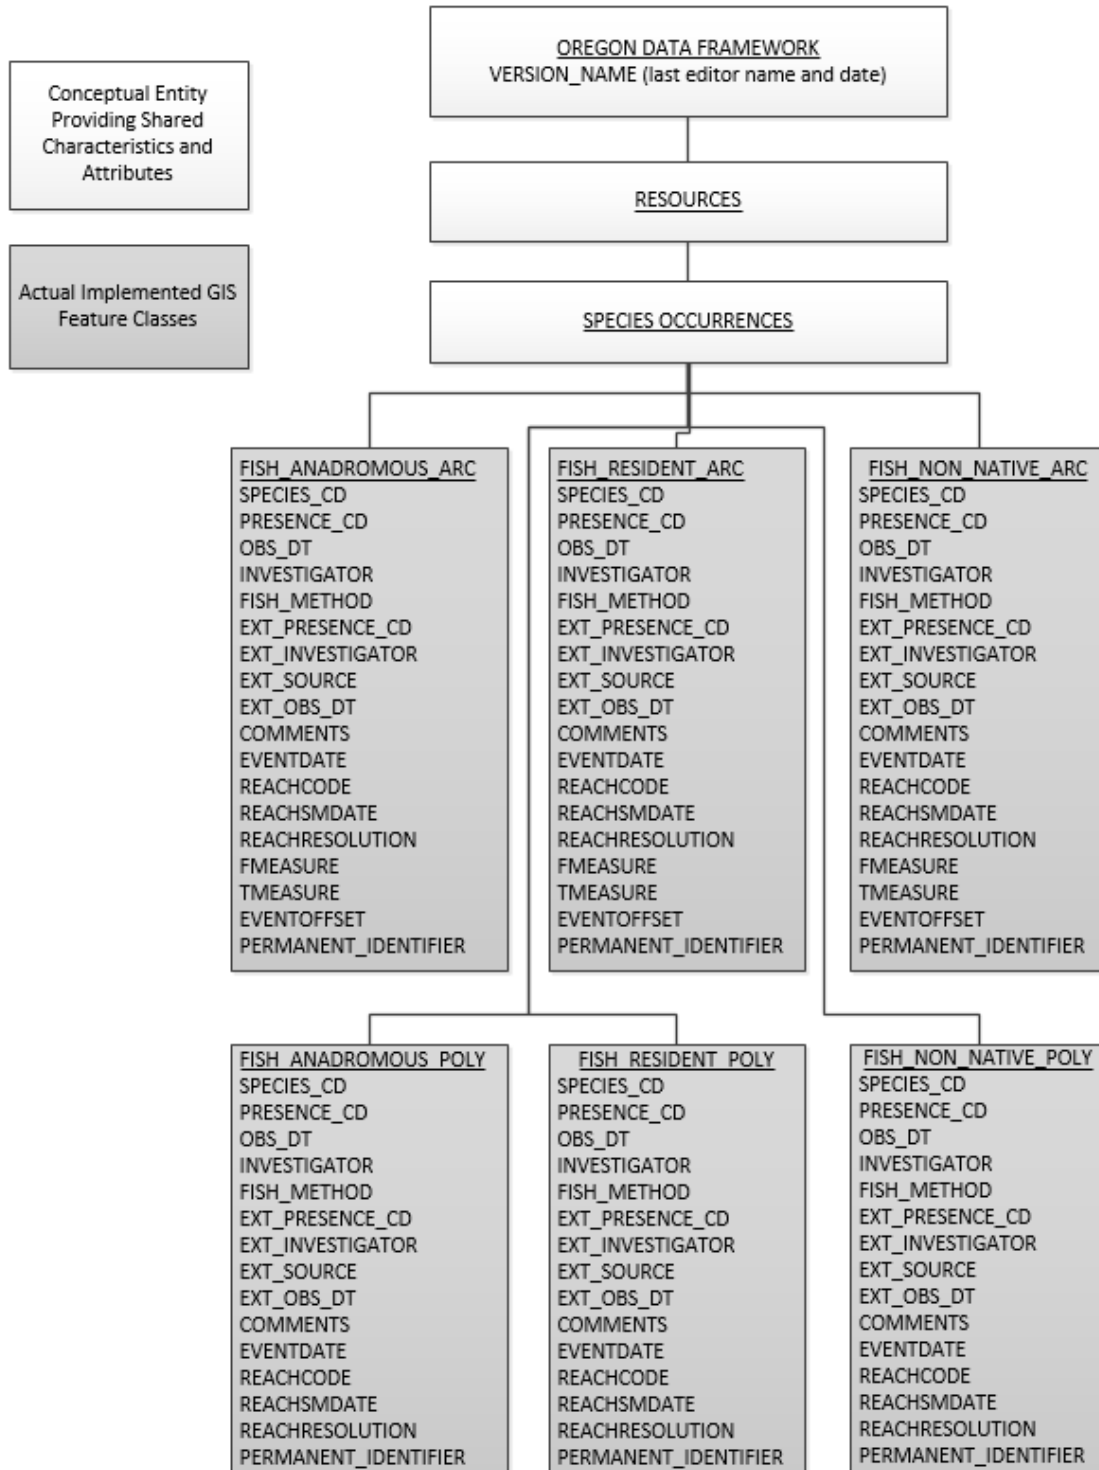 OREGON DATA FRAMEWORK
VERSION_NAME (last editor name and date)
Conceptual Entity
Providing Shared
Characteristics and
Attributes
RESOURCES
Actual Implemented GIS
Feature Classes
SPECIES OCCURRENCES
FISH_ANADROMOUS_ARC
SPECIES_CD
PRESENCE_CD
OBS_DT
INVESTIGATOR
FISH_METHOD
EXT_PRESENCE_CD
EXT_INVESTIGATOR
EXT_SOURCE
EXT_OBS_DT
COMMENTS
EVENTDATE
REACHCODE
REACHSMDATE
REACHRESOLUTION
FMEASURE
TMEASURE
EVENTOFFSET
PERMANENT_IDENTIFIER
FISH_RESIDENT_ARC
SPECIES_CD
PRESENCE_CD
OBS_DT
INVESTIGATOR
FISH_METHOD
EXT_PRESENCE_CD
EXT_INVESTIGATOR
EXT_SOURCE
EXT_OBS_DT
COMMENTS
EVENTDATE
REACHCODE
REACHSMDATE
REACHRESOLUTION
FMEASURE
TMEASURE
EVENTOFFSET
PERMANENT_IDENTIFIER
FISH_NON_NATIVE_ARC
SPECIES_CD
PRESENCE_CD
OBS_DT
INVESTIGATOR
FISH_METHOD
EXT_PRESENCE_CD
EXT_INVESTIGATOR
EXT_SOURCE
EXT_OBS_DT
COMMENTS
EVENTDATE
REACHCODE
REACHSMDATE
REACHRESOLUTION
FMEASURE
TMEASURE
EVENTOFFSET
PERMANENT_IDENTIFIER
FISH_ANADROMOUS_POLY
SPECIES_CD
PRESENCE_CD
OBS_DT
INVESTIGATOR
FISH_METHOD
EXT_PRESENCE_CD
EXT_INVESTIGATOR
EXT_SOURCE
EXT_OBS_DT
COMMENTS
EVENTDATE
REACHCODE
REACHSMDATE
REACHRESOLUTION
PERMANENT_IDENTIFIER
FISH_RESIDENT_POLY
SPECIES_CD
PRESENCE_CD
OBS_DT
INVESTIGATOR
FISH_METHOD
EXT_PRESENCE_CD
EXT_INVESTIGATOR
EXT_SOURCE
EXT_OBS_DT
COMMENTS
EVENTDATE
REACHCODE
REACHSMDATE
REACHRESOLUTION
PERMANENT_IDENTIFIER
FISH_NON_NATIVE_POLY
SPECIES_CD
PRESENCE_CD
OBS_DT
INVESTIGATOR
FISH_METHOD
EXT_PRESENCE_CD
EXT_INVESTIGATOR
EXT_SOURCE
EXT_OBS_DT
COMMENTS
EVENTDATE
REACHCODE
REACHSMDATE
REACHRESOLUTION
PERMANENT_IDENTIFIER